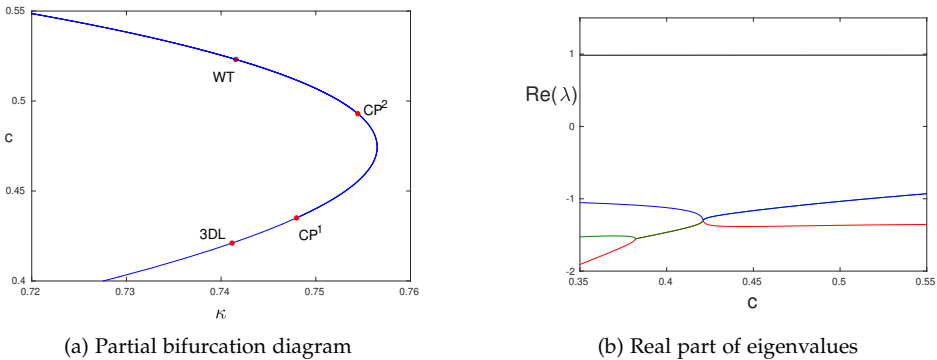 0.55
0.5
c
0.45
0.4
0.72
0.73
0.74
0.75
0.76
κ
WT
CP2
CP1
3DL
(a) Partial bifurcation diagram
1
Re(λ)
0
-1
-2
0.35
0.4
0.45
0.5
0.55
c
(b) Real part of eigenvalues